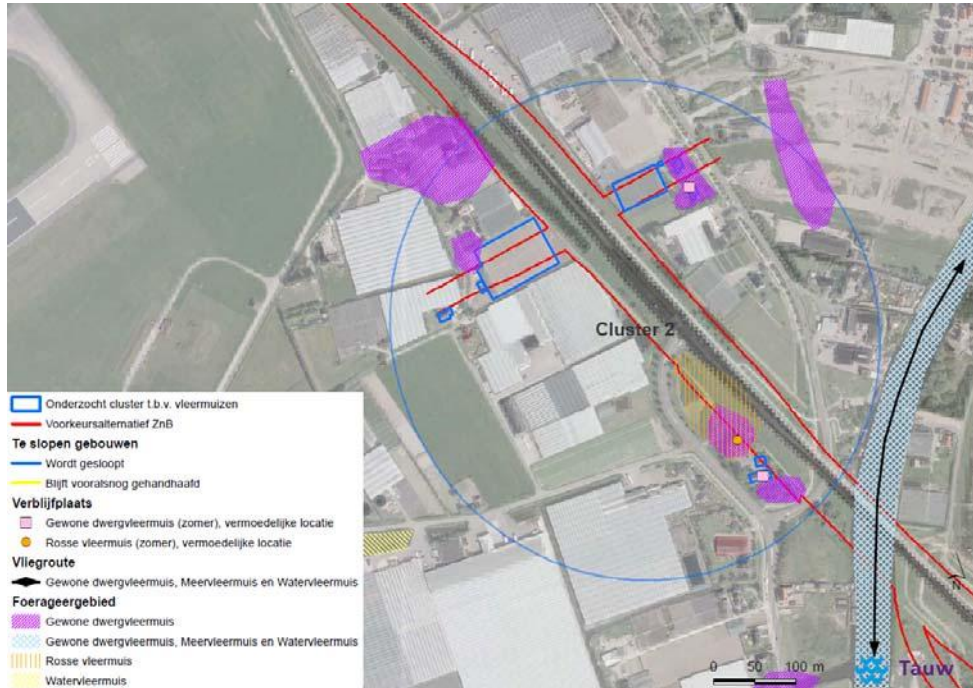 Cluster 2
Onderzocht cluster t.b.v. vleermuizen
Voorkeursalternatief ZnB
Te slopen gebouwen
Wordt gesloopt
Blijft vooralsnog gehandhaafd
Verblijfplaats
Gewone dwergvleermuis (zomer), vermoedelijke locatie
Rosse vleermuis (zomer), vermoedelijke locatie
Vliegroute
Gewone dwergvleermuis, Meervleermuis en Watervleermuis
Foerageergebied
Gewone dwergvleermuis
Gewone dwergvleermuis, Meervleermuis en Watervleermuis
Rosse vleermuis
Watervleermuis
N
0 50 100 m
Tauw